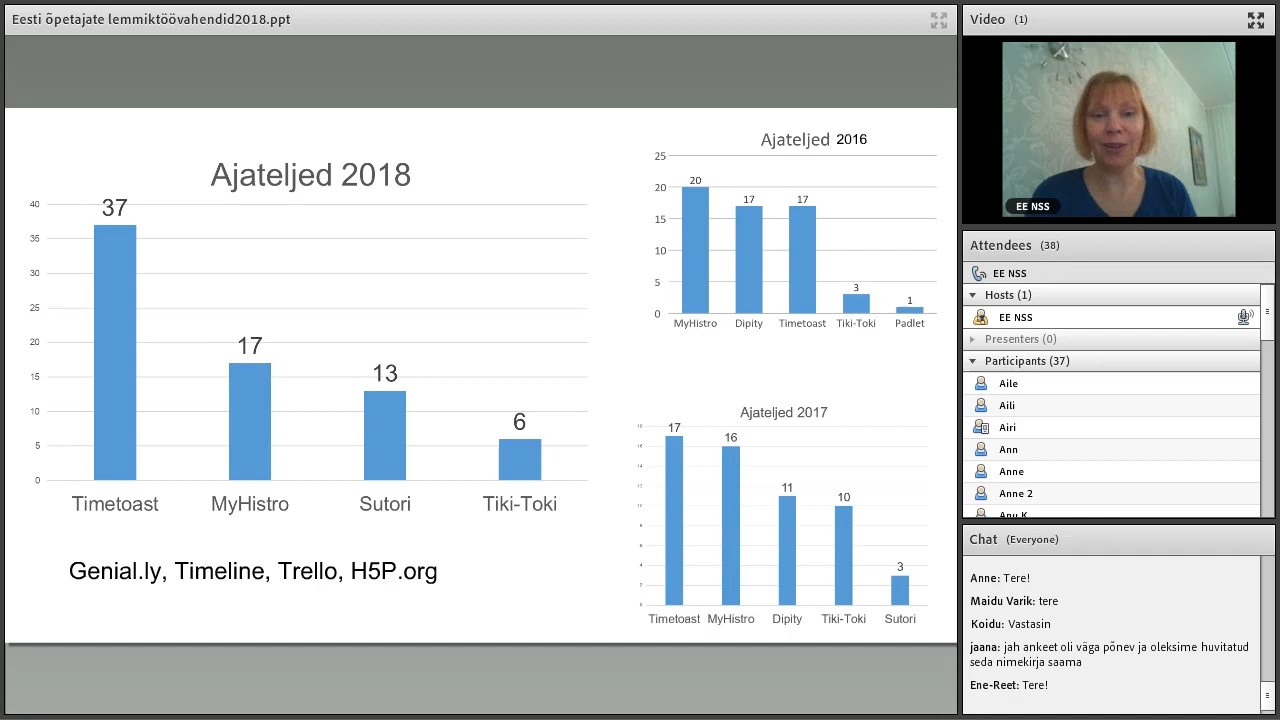 Eesti õpetajate lemmiktöövahendid2018.ppt
Ajateljed 2018
40
35
30
25
20
15
10
5
0
37
17
13
6
Timetoast MyHistro Sutori Tiki-Toki
Genial.ly, Timeline, Trello, H5P.org
Ajateljed 2016
25
20
15
10
5
0
20
17
17
3
1
MyHistro Dipity Timetoast Tiki-Toki Padlet
Ajateljed 2017
17
16
11
10
3
Timetoast MyHistro Dipity Tiki-Toki Sutori
Video (1)
EE NSS
Attendees (38)
EE NSS
Hosts (1)
EE NSS
Presenters (0)
Participants (37)
Aile
Aili
Airi
Ann
Anne
Anne 2
Anu K
Chat (Everyone)
Anne: Tere!
Maidu Varik: tere
Koidu: Vastasin
jaana: jah ankeet oli väga põnev ja oleksime huvitatud
seda nimekirja saama
Ene-Reet: Tere!